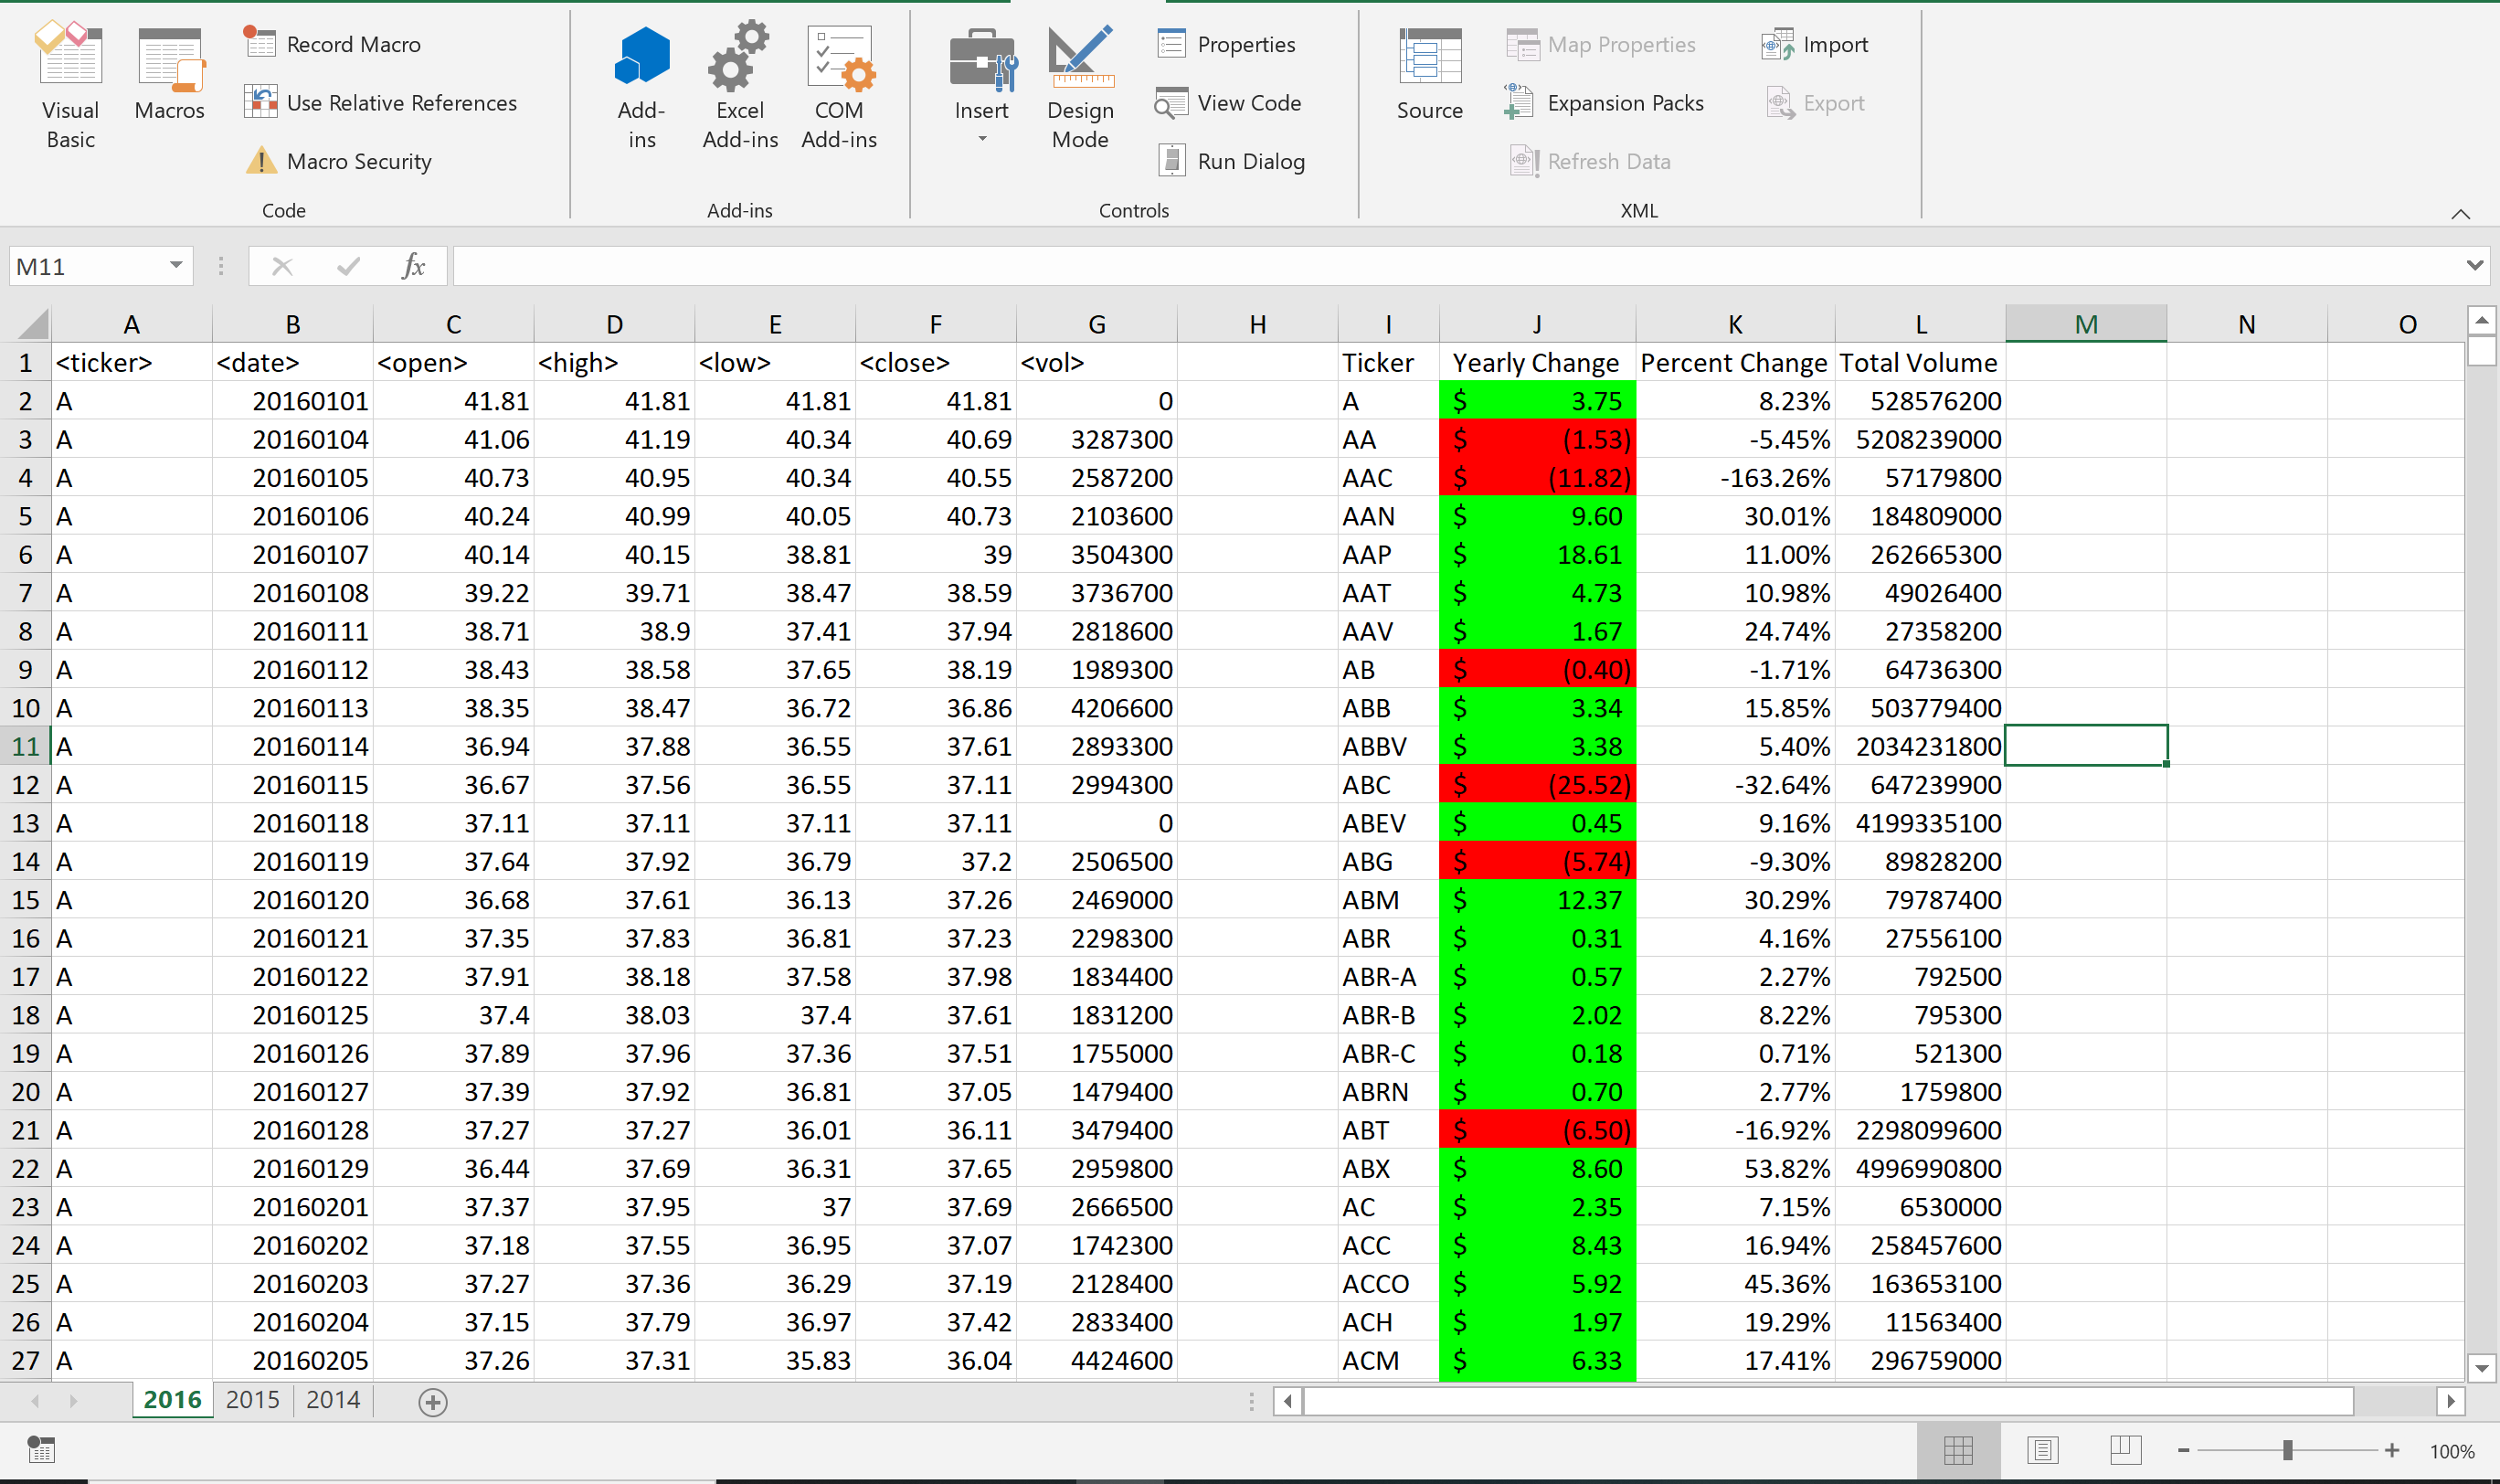 Visual Basic
Macros
Record Macro
Use Relative References
Macro Security
Code
Add-ins
Excel Add-ins
COM Add-ins
Add-ins
Insert
Design Mode
Properties
View Code
Run Dialog
Controls
Source
Map Properties
Expansion Packs
Refresh Data
Import
Export
XML
M11
fx
A B C D E F G H I J K L M N O
1 <ticker> <date> <open> <high> <low> <close> <vol> Ticker Yearly Change Percent Change Total Volume
2 A 20160101 41.81 41.81 41.81 41.81 0 A $ 3.75 8.23% 528576200
3 A 20160104 41.06 41.19 40.34 40.69 3287300 AA $ (1.53) -5.45% 5208239000
4 A 20160105 40.73 40.95 40.34 40.55 2587200 AAC $ (11.82) -163.26% 57179800
5 A 20160106 40.24 40.99 40.05 40.73 2103600 AAN $ 9.60 30.01% 184809000
6 A 20160107 40.14 40.15 38.81 39 3504300 AAP $ 18.61 11.00% 262665300
7 A 20160108 39.22 39.71 38.47 38.59 3736700 AAT $ 4.73 10.98% 49026400
8 A 20160111 38.71 38.9 37.41 37.94 2818600 AAV $ 1.67 24.74% 27358200
9 A 20160112 38.43 38.58 37.65 38.19 1989300 AB $ (0.40) -1.71% 64736300
10 A 20160113 38.35 38.47 36.72 36.86 4206600 ABB $ 3.34 15.85% 503779400
11 A 20160114 36.94 37.88 36.55 37.61 2893300 ABBV $ 3.38 5.40% 2034231800
12 A 20160115 36.67 37.56 36.55 37.11 2994300 ABC $ (25.52) -32.64% 647239900
13 A 20160118 37.11 37.11 37.11 37.11 0 ABEV $ 0.45 9.16% 4199335100
14 A 20160119 37.64 37.92 36.79 37.2 2506500 ABG $ (5.74) -9.30% 89828200
15 A 20160120 36.68 37.61 36.13 37.26 2469000 ABM $ 12.37 30.29% 79787400
16 A 20160121 37.35 37.83 36.81 37.23 2298300 ABR $ 0.31 4.16% 27556100
17 A 20160122 37.91 38.18 37.58 37.98 1834400 ABR-A $ 0.57 2.27% 792500
18 A 20160125 37.4 38.03 37.4 37.61 1831200 ABR-B $ 2.02 8.22% 795300
19 A 20160126 37.89 37.96 37.36 37.51 1755000 ABR-C $ 0.18 0.71% 521300
20 A 20160127 37.39 37.92 36.81 37.05 1479400 ABRN $ 0.70 2.77% 1759800
21 A 20160128 37.27 37.27 36.01 36.11 3479400 ABT $ (6.50) -16.92% 2298099600
22 A 20160129 36.44 37.69 36.31 37.65 2959800 ABX $ 8.60 53.82% 4996990800
23 A 20160201 37.37 37.95 37 37.69 2666500 AC $ 2.35 7.15% 6530000
24 A 20160202 37.18 37.55 36.95 37.07 1742300 ACC $ 8.43 16.94% 258457600
25 A 20160203 37.27 37.36 36.29 37.19 2128400 ACCO $ 5.92 45.36% 163653100
26 A 20160204 37.15 37.79 36.97 37.42 2833400 ACH $ 1.97 19.29% 11563400
27 A 20160205 37.26 37.31 35.83 36.04 4424600 ACM $ 6.33 17.41% 296759000
2016 2015 2014
100%